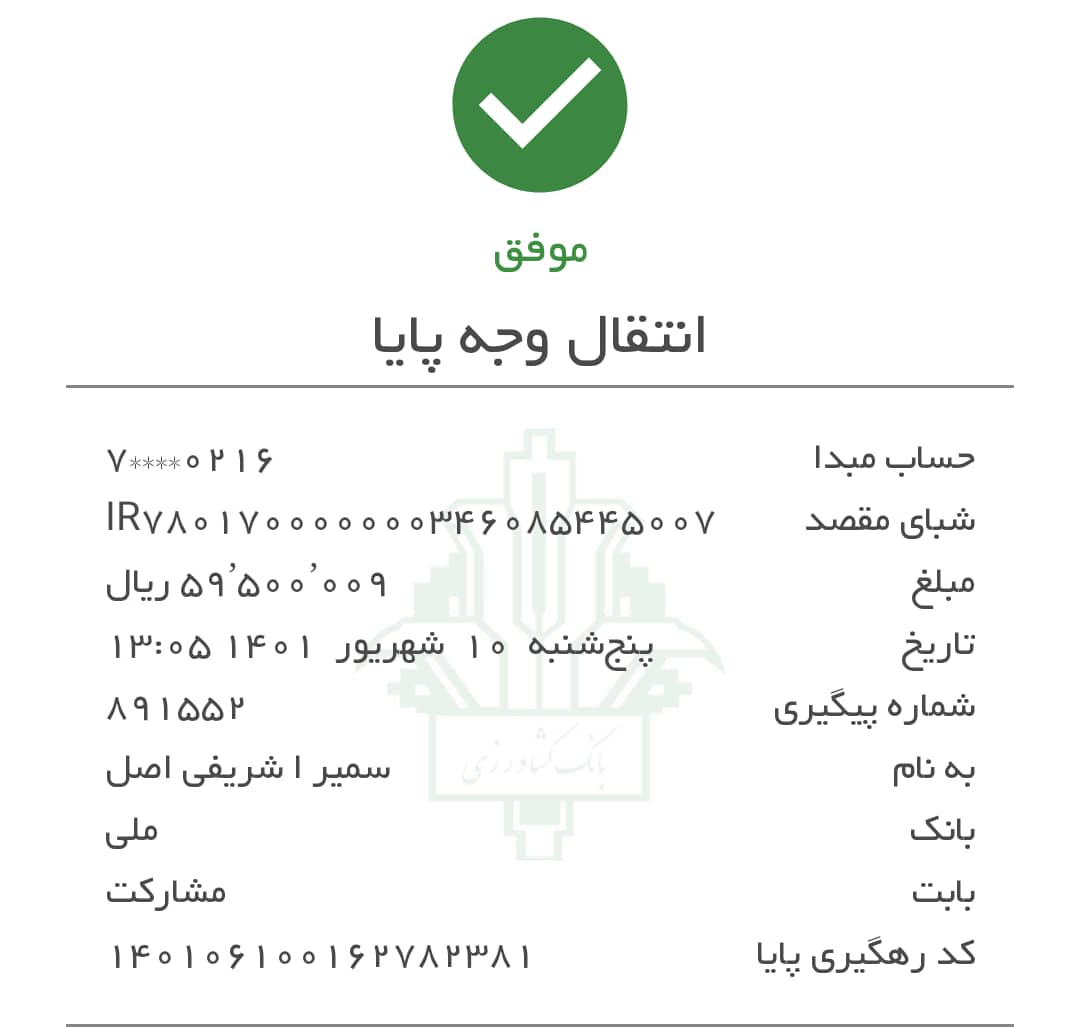 موفق
انتقال وجه پایا
حساب مبدا ۷****۰۲۱۶
شبای مقصد IR۷۸۰۱۷۰۰۰۰۰۰۰۳۴۶۰۸۵۴۴۵۰۰۷
مبلغ ۵۹٬۵۰۰٬۰۰۹ ریال
تاریخ پنج‌شنبه ۱۰ شهریور ۱۴۰۱ ۱۳:۰۵
شماره پیگیری ۸۹۱۵۵۲
به نام سمیر ا شریفی اصل
بانک ملی
بابت مشارکت
کد رهگیری پایا ۱۴۰۱۰۶۱۰۰۱۶۲۷۸۲۳۸۱
بانک کشاورزی